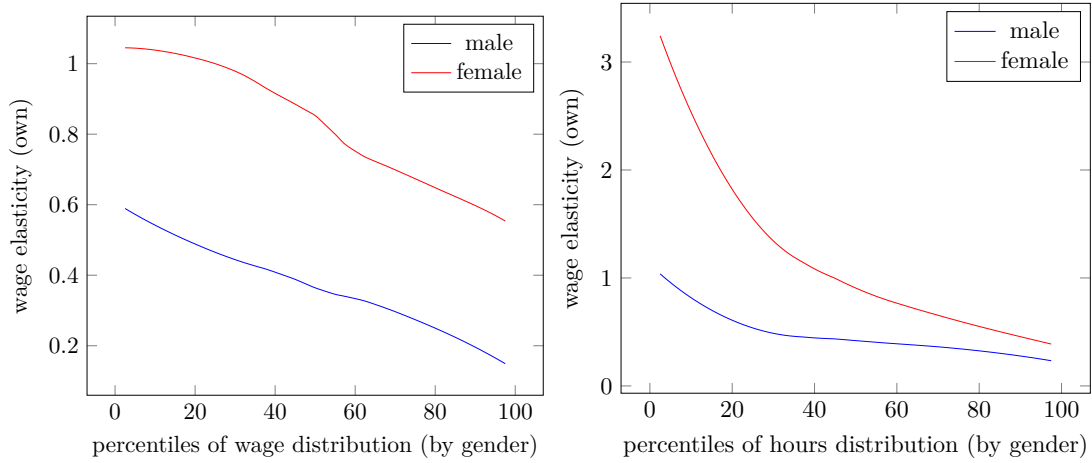 wage elasticity (own)
1
0.8
0.6
0.4
0.2
0
20
40
60
80
100
percentiles of wage distribution (by gender)
male
female
wage elasticity (own)
3
2
1
0
0
20
40
60
80
100
percentiles of hours distribution (by gender)
male
female